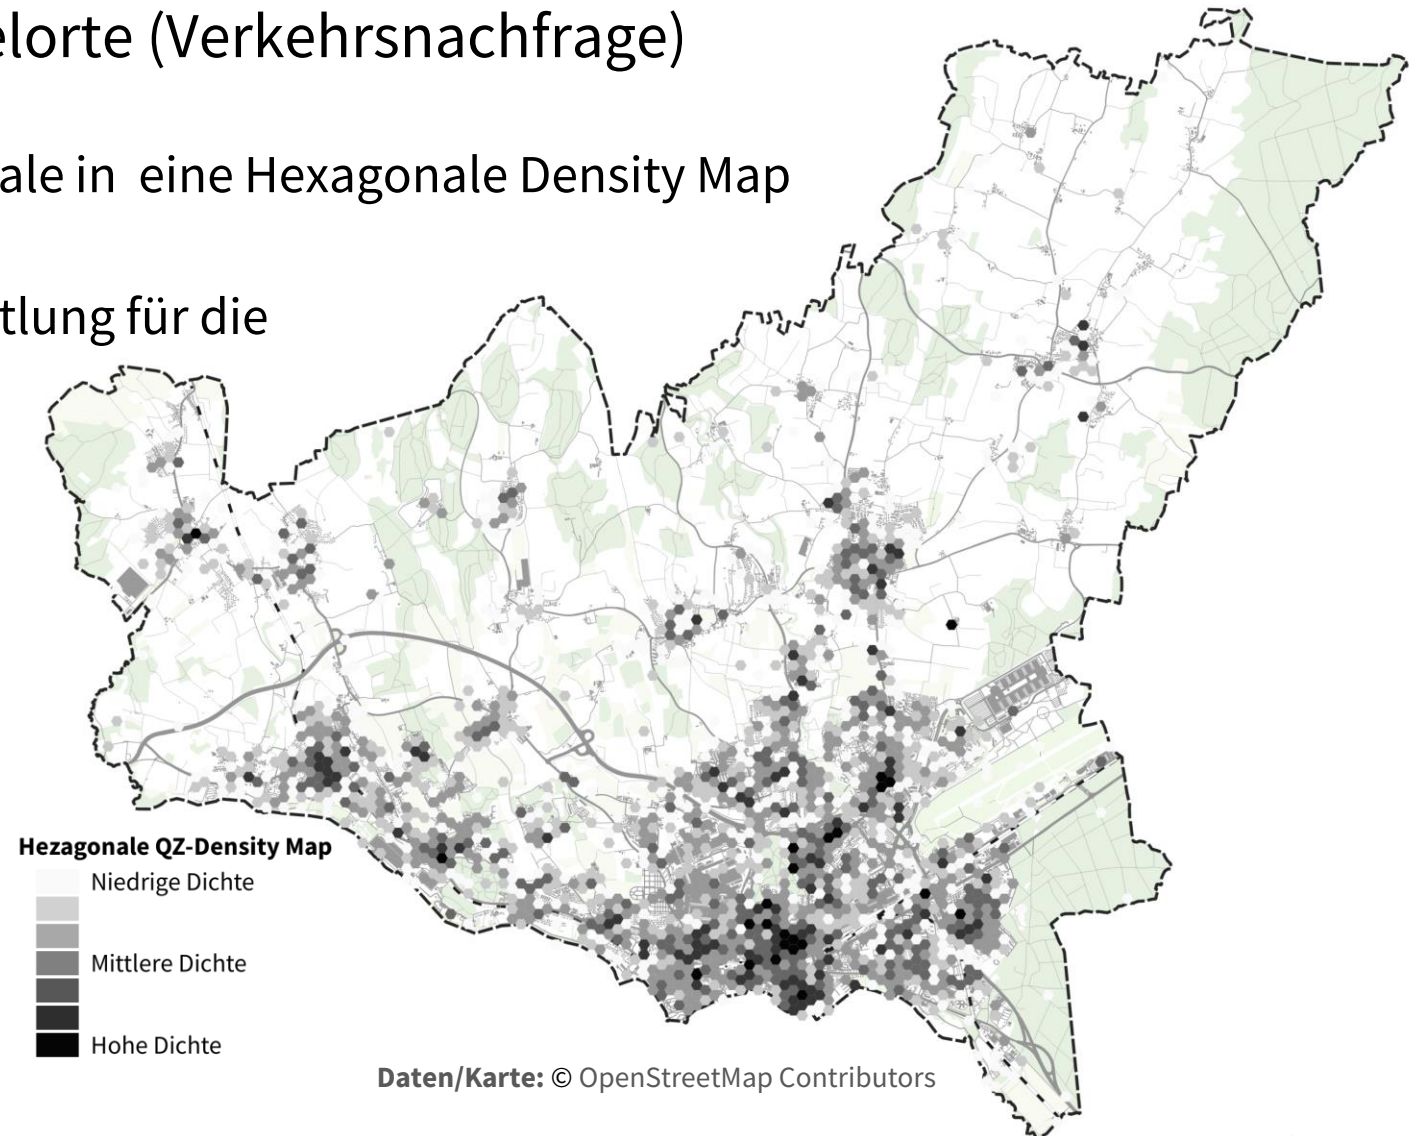 elorte (Verkehrsnachfrage)
ale in eine Hexagonale Density Map
tlung für die
Hezagonale QZ-Density Map
Niedrige Dichte
Mittlere Dichte
Hohe Dichte
Daten/Karte: © OpenStreetMap Contributors